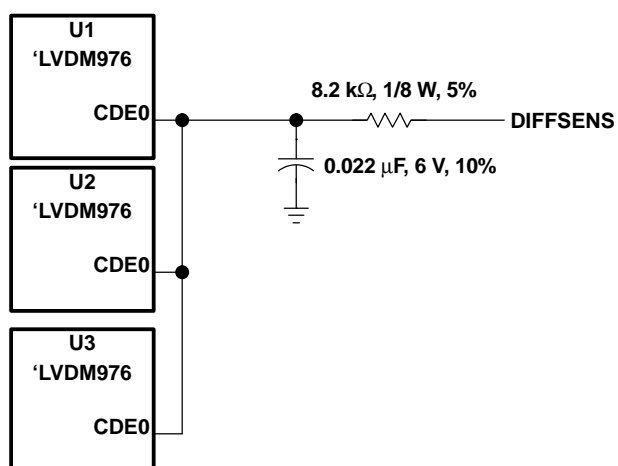 U1
‘LVDM976
CDE0
8.2 kΩ, 1/8 W, 5%
DIFFSENS
0.022 μF, 6 V, 10%
U2
‘LVDM976
CDE0
U3
‘LVDM976
CDE0